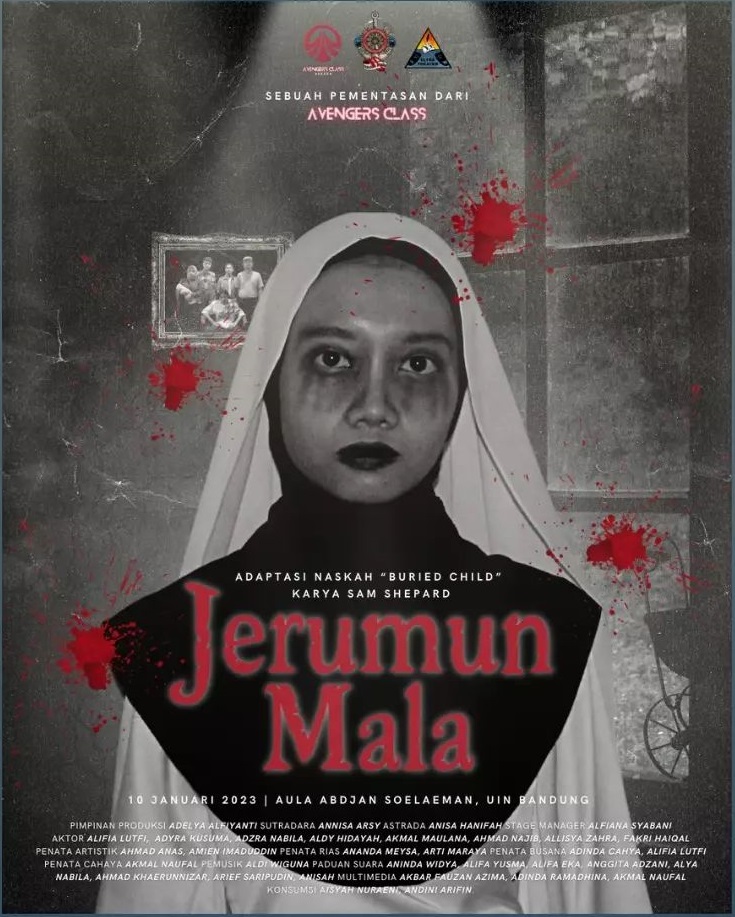 AVENGERS CLASS
SEBUAH PEMENTASAN DARI
AVENGERS CLASS
ADAPTASI NASKAH “BURIED CHILD”
KARYA SAM SHEPARD
Jerumun
Mala
10 JANUARI 2023 | AULA ABDJAN SOELAEMAN, UIN BANDUNG
PIMPINAN PRODUKSI ADELYA ALFIYANTI SUTRADARA ANNISA ARSY ASTRADA ANISA HANIFAH STAGE MANAGER ALFIANA SYABANI
AKTOR ALIFIA LUTFI, ADYRA KUSUMA, ADZRA NABILA, ALDY HIDAYAH, AKMAL MAULANA, AHMAD NAJIB, ALLISYA ZAHRA, FAKRI HAIQAL
PENATA ARTISTIK AHMAD ANAS, AMIEN IMADUDDIN PENATA RIAS ANANDA MEYSA, ARTI MARAYA PENATA BUSANA ADINDA CAHYA, ALIFIA LUTFI
PENATA CAHAYA AKMAL NAUFAL PEMUSIK ALDI WIGUNA PADUAN SUARA ANINDA WIDYA, ALIFA YUSMA, ALIFA EKA, ANGGITA ADZANI, ALYA
NABILA, AHMAD KHAERUNNIZAR, ARIEF SARIPUDIN, ANISAH MULTIMEDIA AKBAR FAUZAN AZIMA, ADINDA RAMADHINA, AKMAL NAUFAL
KONSUMSI AISYAH NURAENI, ANDINI ARIFIN